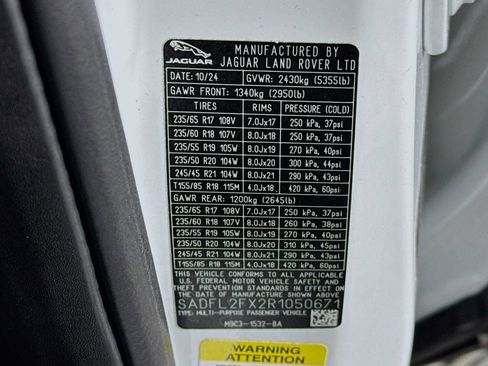 MANUFACTURED BY
JAGUAR JAGUAR LAND ROVER LTD
DATE: 10/24 GVWR: 2430kg (5355lb)
GAWR FRONT: 1340kg (2950lb)
TIRES RIMS PRESSURE (COLD)
235/65 R17 108V 7.0Jx17 250 kPa, 37psi
235/60 R18 107V 8.0Jx18 250 kPa, 37psi
235/55 R19 105W 8.0Jx19 270 kPa, 40psi
235/50 R20 104W 8.0Jx20 300 kPa, 44psi
245/45 R21 104W 8.0Jx21 290 kPa, 43psi
T155/85 R18 115M 4.0Jx18 420 kPa, 60psi
GAWR REAR: 1200kg (2645lb)
235/65 R17 108V 7.0Jx17 250 kPa, 37psi
235/60 R18 107V 8.0Jx18 260 kPa, 38psi
235/55 R19 105W 8.0Jx19 270 kPa, 40psi
235/50 R20 104W 8.0Jx20 310 kPa, 45psi
245/45 R21 104W 8.0Jx21 290 kPa, 43psi
T155/85 R18 115M 4.0Jx18 420 kPa, 60psi
THIS VEHICLE CONFORMS TO ALL APPLICABLE
U.S. FEDERAL MOTOR VEHICLE SAFETY STANDARDS
IN EFFECT ON THE DATE OF MANUFACTURE SHOWN ABOVE.
SADFL2FX2R1050671
TYPE: MULTI-PURPOSE PASSENGER VEHICLE
M9C3-1532-BA
WARNING
ATTENTION